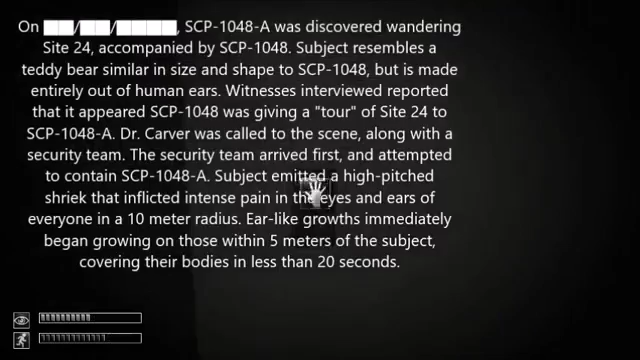 On ██/██/████, SCP-1048-A was discovered wandering
Site 24, accompanied by SCP-1048. Subject resembles a
teddy bear similar in size and shape to SCP-1048, but is made
entirely out of human ears. Witnesses interviewed reported
that it appeared SCP-1048 was giving a "tour" of Site 24 to
SCP-1048-A. Dr. Carver was called to the scene, along with a
security team. The security team arrived first, and attempted
to contain SCP-1048-A. Subject emitted a high-pitched
shriek that inflicted intense pain in the eyes and ears of
everyone in a 10 meter radius. Ear-like growths immediately
began growing on those within 5 meters of the subject,
covering their bodies in less than 20 seconds.